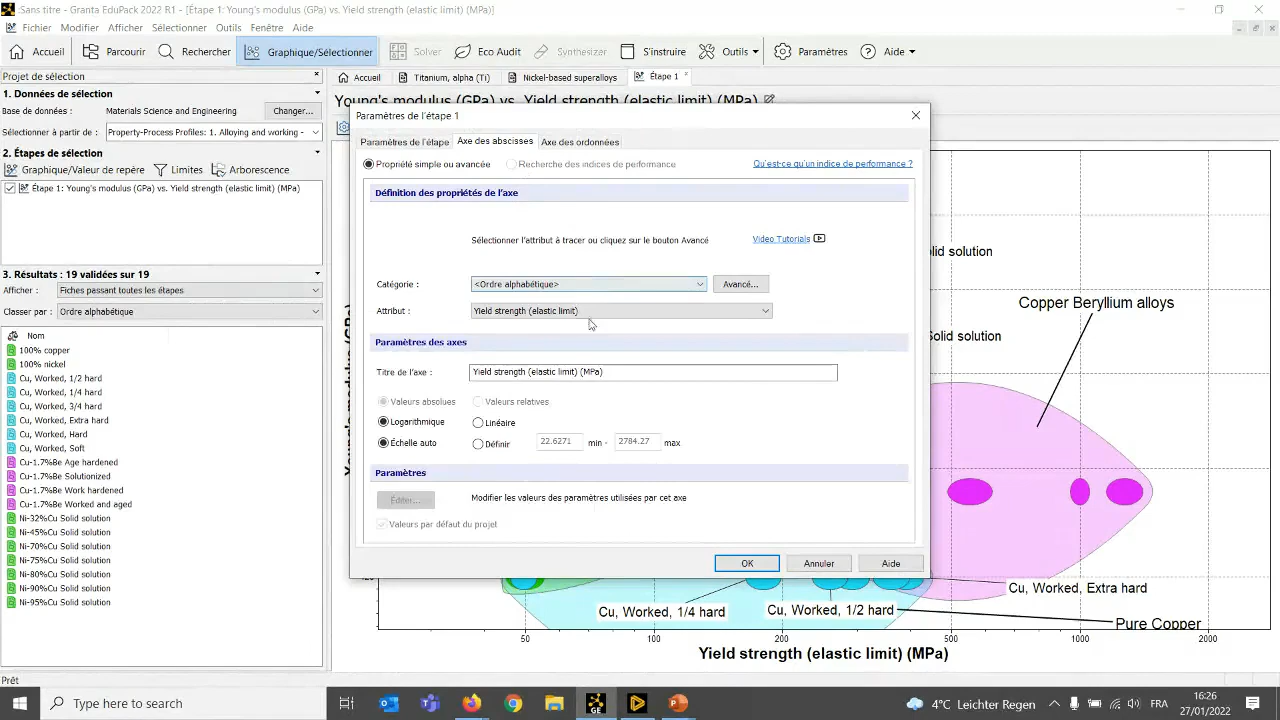 Sans titre - Granta EduPack 2022 R1 - [Étape 1: Young's modulus (GPa) vs. Yield strength (elastic limit) (MPa)]
Fichier Modifier Afficher Sélectionner Outils Fenêtre Aide
Accueil Parcourir Rechercher Graphique/Sélectionner Solver Eco Audit Synthesizer S'instruire Outils Paramètres Aide
Projet de sélection
Accueil Titanium, alpha (Ti) Nickel-based superalloys Étape 1
1. Données de sélection
Young's modulus (GPa) vs. Yield strength (elastic limit) (MPa)
Base de données : Materials Science and Engineering Changer...
Sélectionner à partir de : Property-Process Profiles: 1. Alloying and working -
2. Étapes de sélection
Graphique/Valeur de repère Limites Arborescence
Étape 1: Young's modulus (GPa) vs. Yield strength (elastic limit) (MPa)
3. Résultats : 19 validées sur 19
Afficher : Fiches passant toutes les étapes
Classer par : Ordre alphabétique
Nom
100% copper
100% nickel
Cu, Worked, 1/2 hard
Cu, Worked, 1/4 hard
Cu, Worked, 3/4 hard
Cu, Worked, Extra hard
Cu, Worked, Hard
Cu, Worked, Soft
Cu-1.7%Be Age hardened
Cu-1.7%Be Solutionized
Cu-1.7%Be Work hardened
Cu-1.7%Be Worked and aged
Ni-32%Cu Solid solution
Ni-45%Cu Solid solution
Ni-70%Cu Solid solution
Ni-75%Cu Solid solution
Ni-80%Cu Solid solution
Ni-90%Cu Solid solution
Ni-95%Cu Solid solution
Prêt
Paramètres de l'étape 1
Paramètres de l'étape Axe des abscisses Axe des ordonnées
Propriété simple ou avancée Recherche des indices de performance Qu'est-ce qu'un indice de performance ?
Définition des propriétés de l'axe
Sélectionner l'attribut à tracer ou cliquez sur le bouton Avancé Video Tutorials
Catégorie : <Ordre alphabétique> Avancé...
Attribut : Yield strength (elastic limit)
Paramètres des axes
Titre de l'axe : Yield strength (elastic limit) (MPa)
Valeurs absolues Valeurs relatives
Logarithmique Linéaire
Échelle auto Définir 22.6271 min - 2784.27 max
Paramètres
Éditer... Modifier les valeurs des paramètres utilisées par cet axe
Valeurs par défaut du projet
OK Annuler Aide
solution
Copper Beryllium alloys
Solid solution
Cu, Worked, Extra hard
Cu, Worked, 1/4 hard
Cu, Worked, 1/2 hard
Pure Copper
50 100 200 500 1000 2000
Yield strength (elastic limit) (MPa)
Type here to search
4°C Leichter Regen
FRA
16:26
27/01/2022